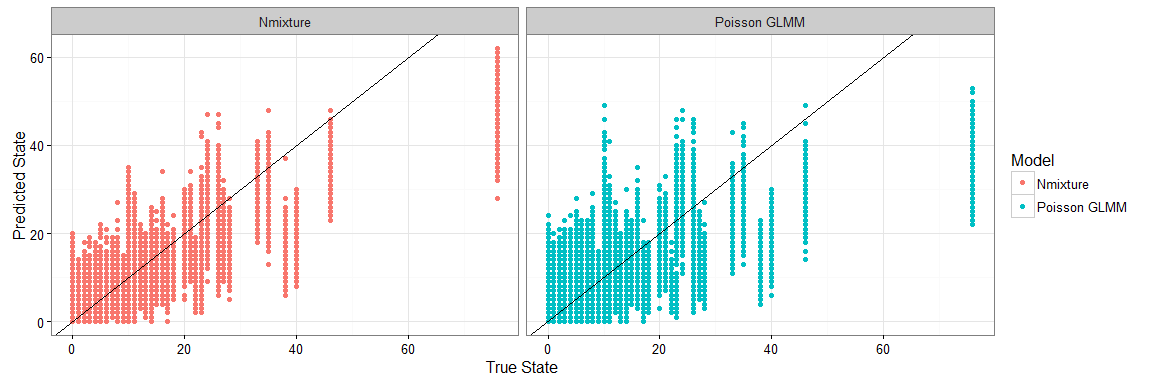 Nmixture
Poisson GLMM
Predicted State
60
40
20
0
0 20 40 60
0 20 40 60
True State
Model
Nmixture
Poisson GLMM